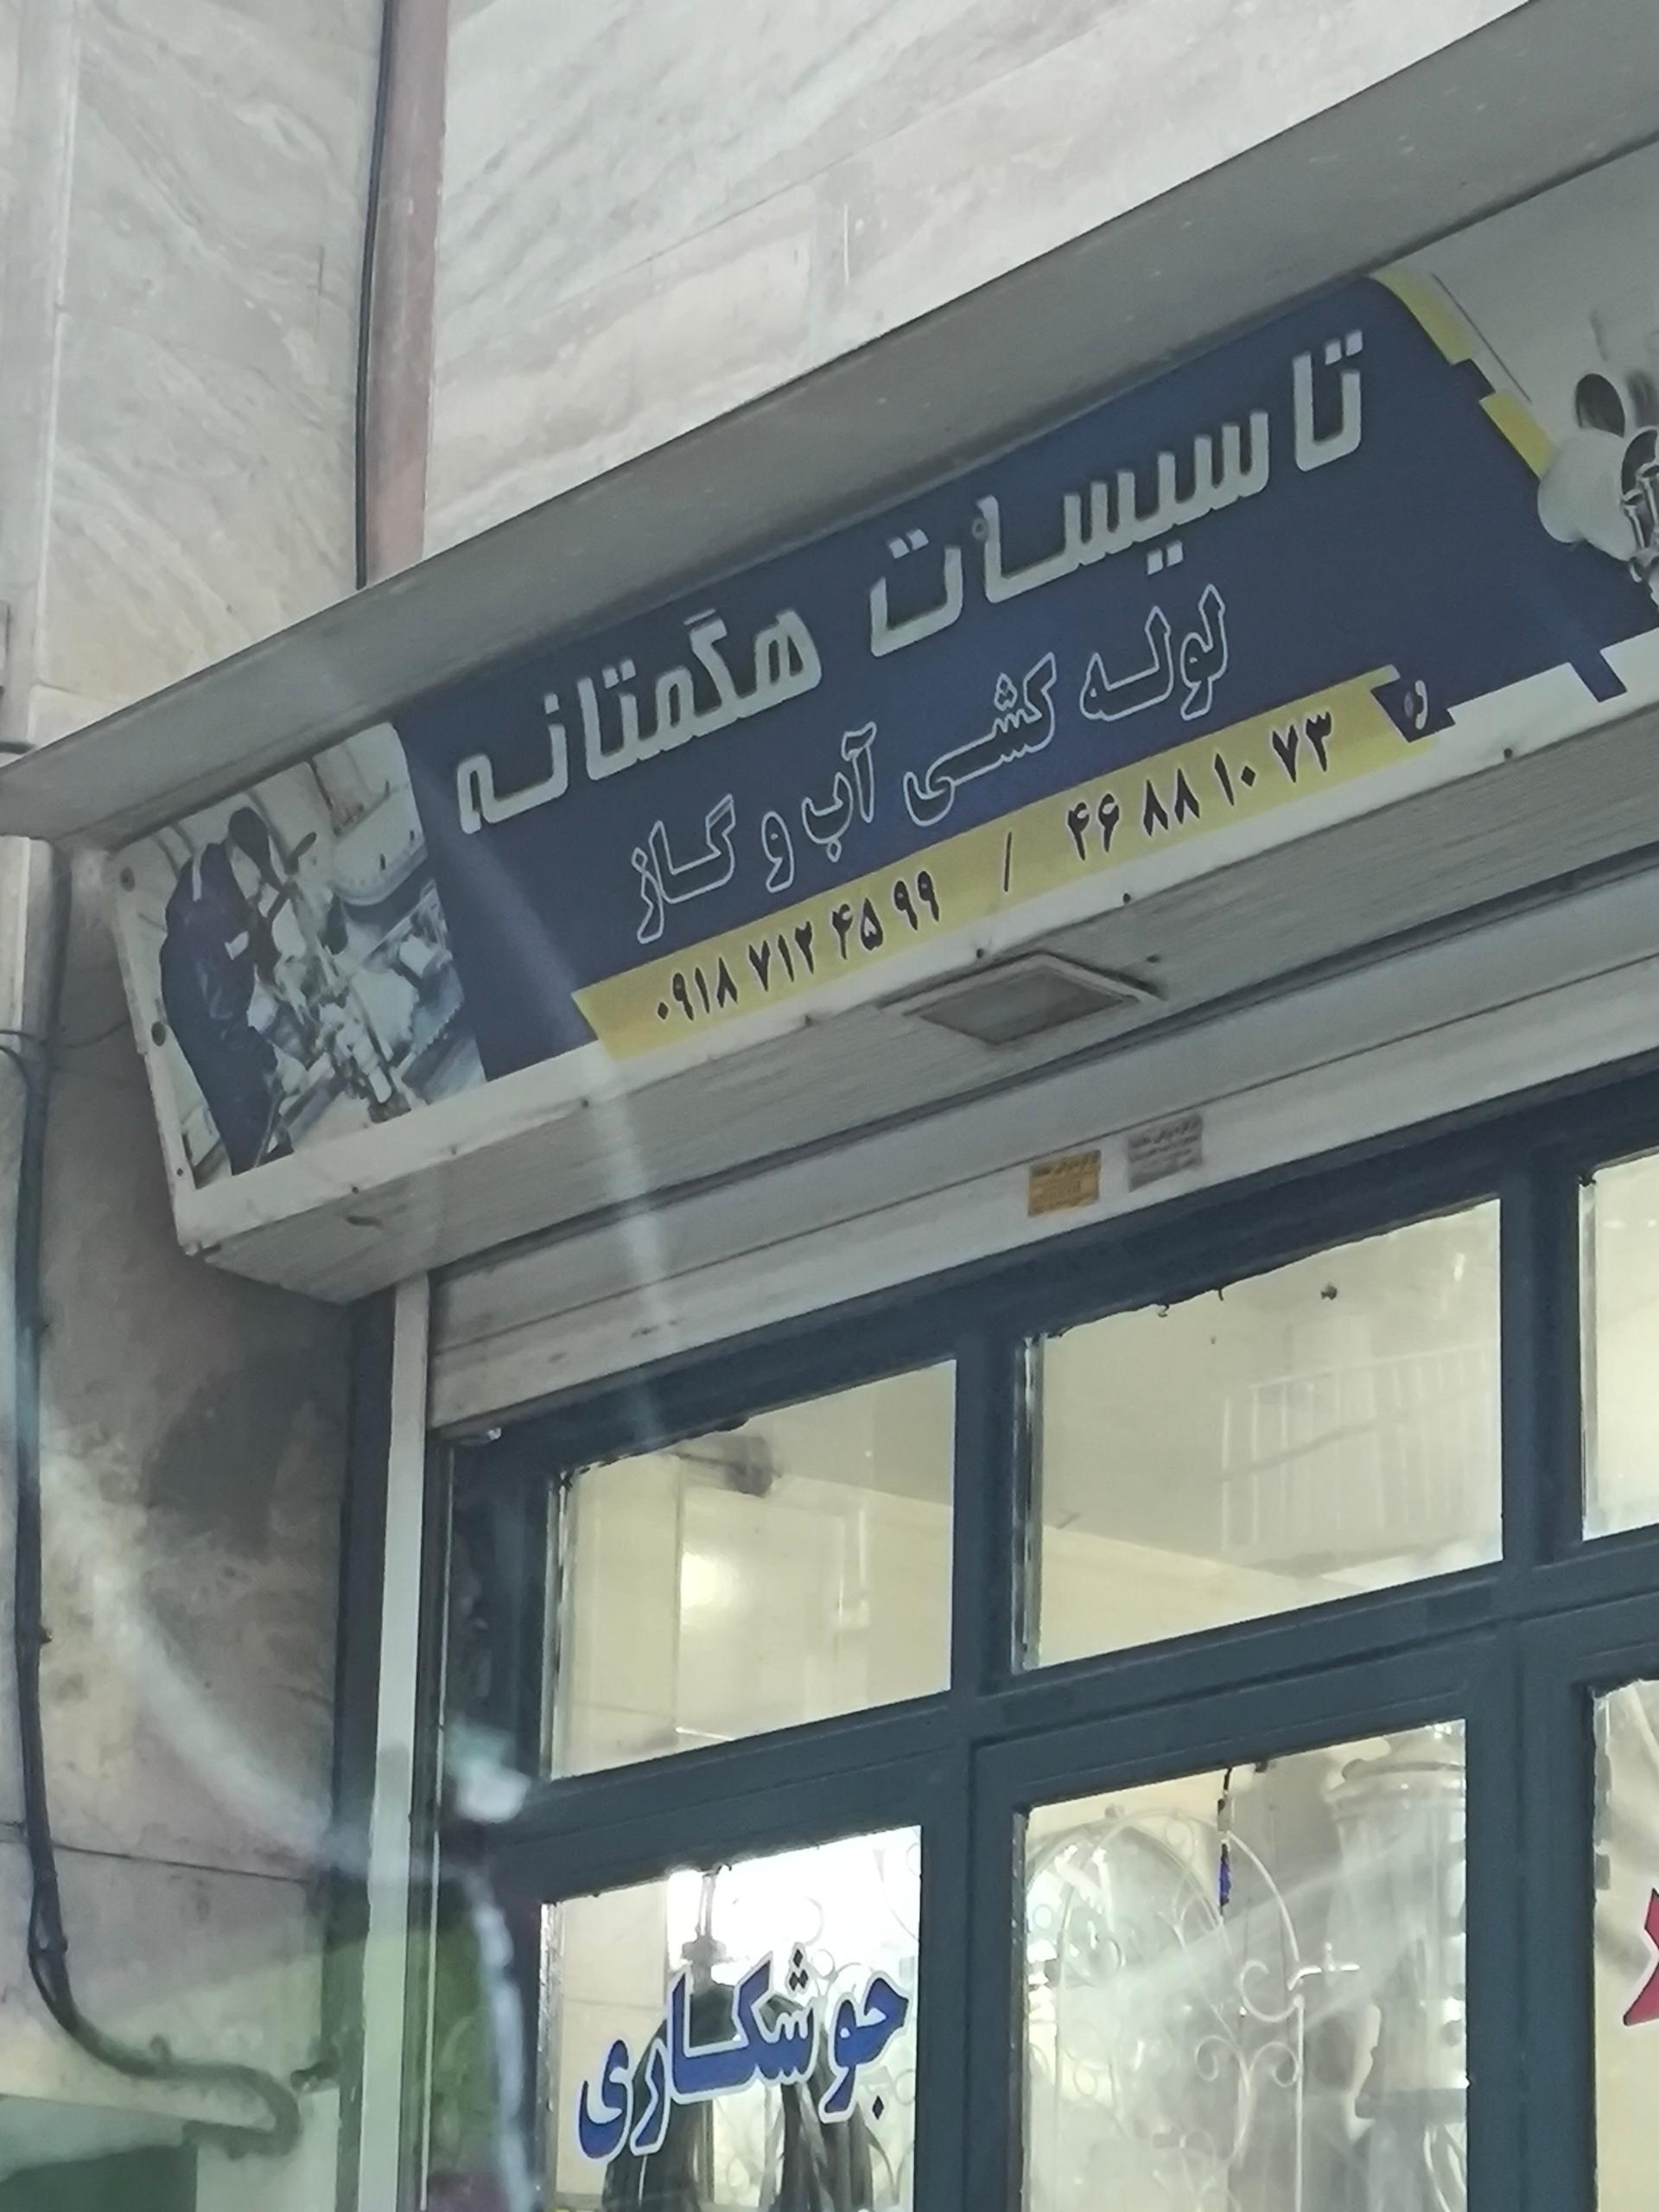 تاسیسات هگمتانه
لوله کشی آب و گاز
۰۹۱۸ ۷۱۲ ۴۵ ۹۹ / ۴۶ ۸۸ ۱۰ ۷۳
جوشکاری